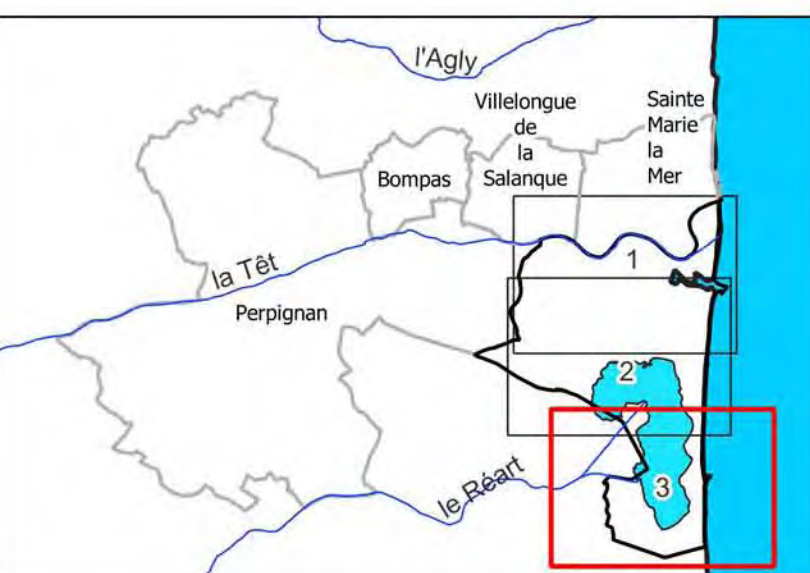 l'Agly
Villelongue
de
la
Salanque
Sainte
Marie
la
Mer
Bompas
la Têt
1
Perpignan
2
le Réart
3